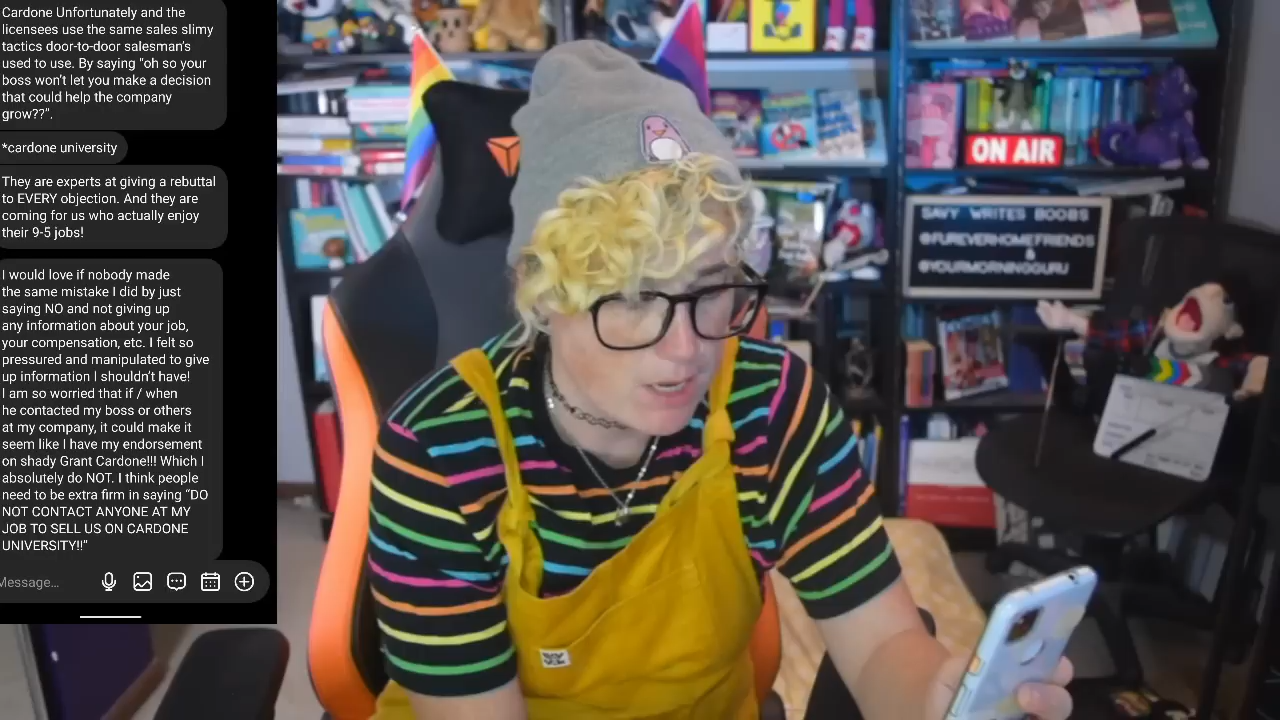 Cardone Unfortunately and the
licensees use the same sales slimy
tactics door-to-door salesman's
used to use. By saying "oh so your
boss won't let you make a decision
that could help the company
grow??".
*cardone university
They are experts at giving a rebuttal
to EVERY objection. And they are
coming for us who actually enjoy
their 9-5 jobs!
I would love if nobody made
the same mistake I did by just
saying NO and not giving up
any information about your job,
your compensation, etc. I felt so
pressured and manipulated to give
up information I shouldn't have!
I am so worried that if / when
he contacted my boss or others
at my company, it could make it
seem like I have my endorsement
on shady Grant Cardone!!! Which I
absolutely do NOT. I think people
need to be extra firm in saying "DO
NOT CONTACT ANYONE AT MY
JOB TO SELL US ON CARDONE
UNIVERSITY!!"
Message...
ON AIR
SAVY WRITES BOOBS
@FUREVERHOMEFRIENDS
&
@YOURMORNINGGURU